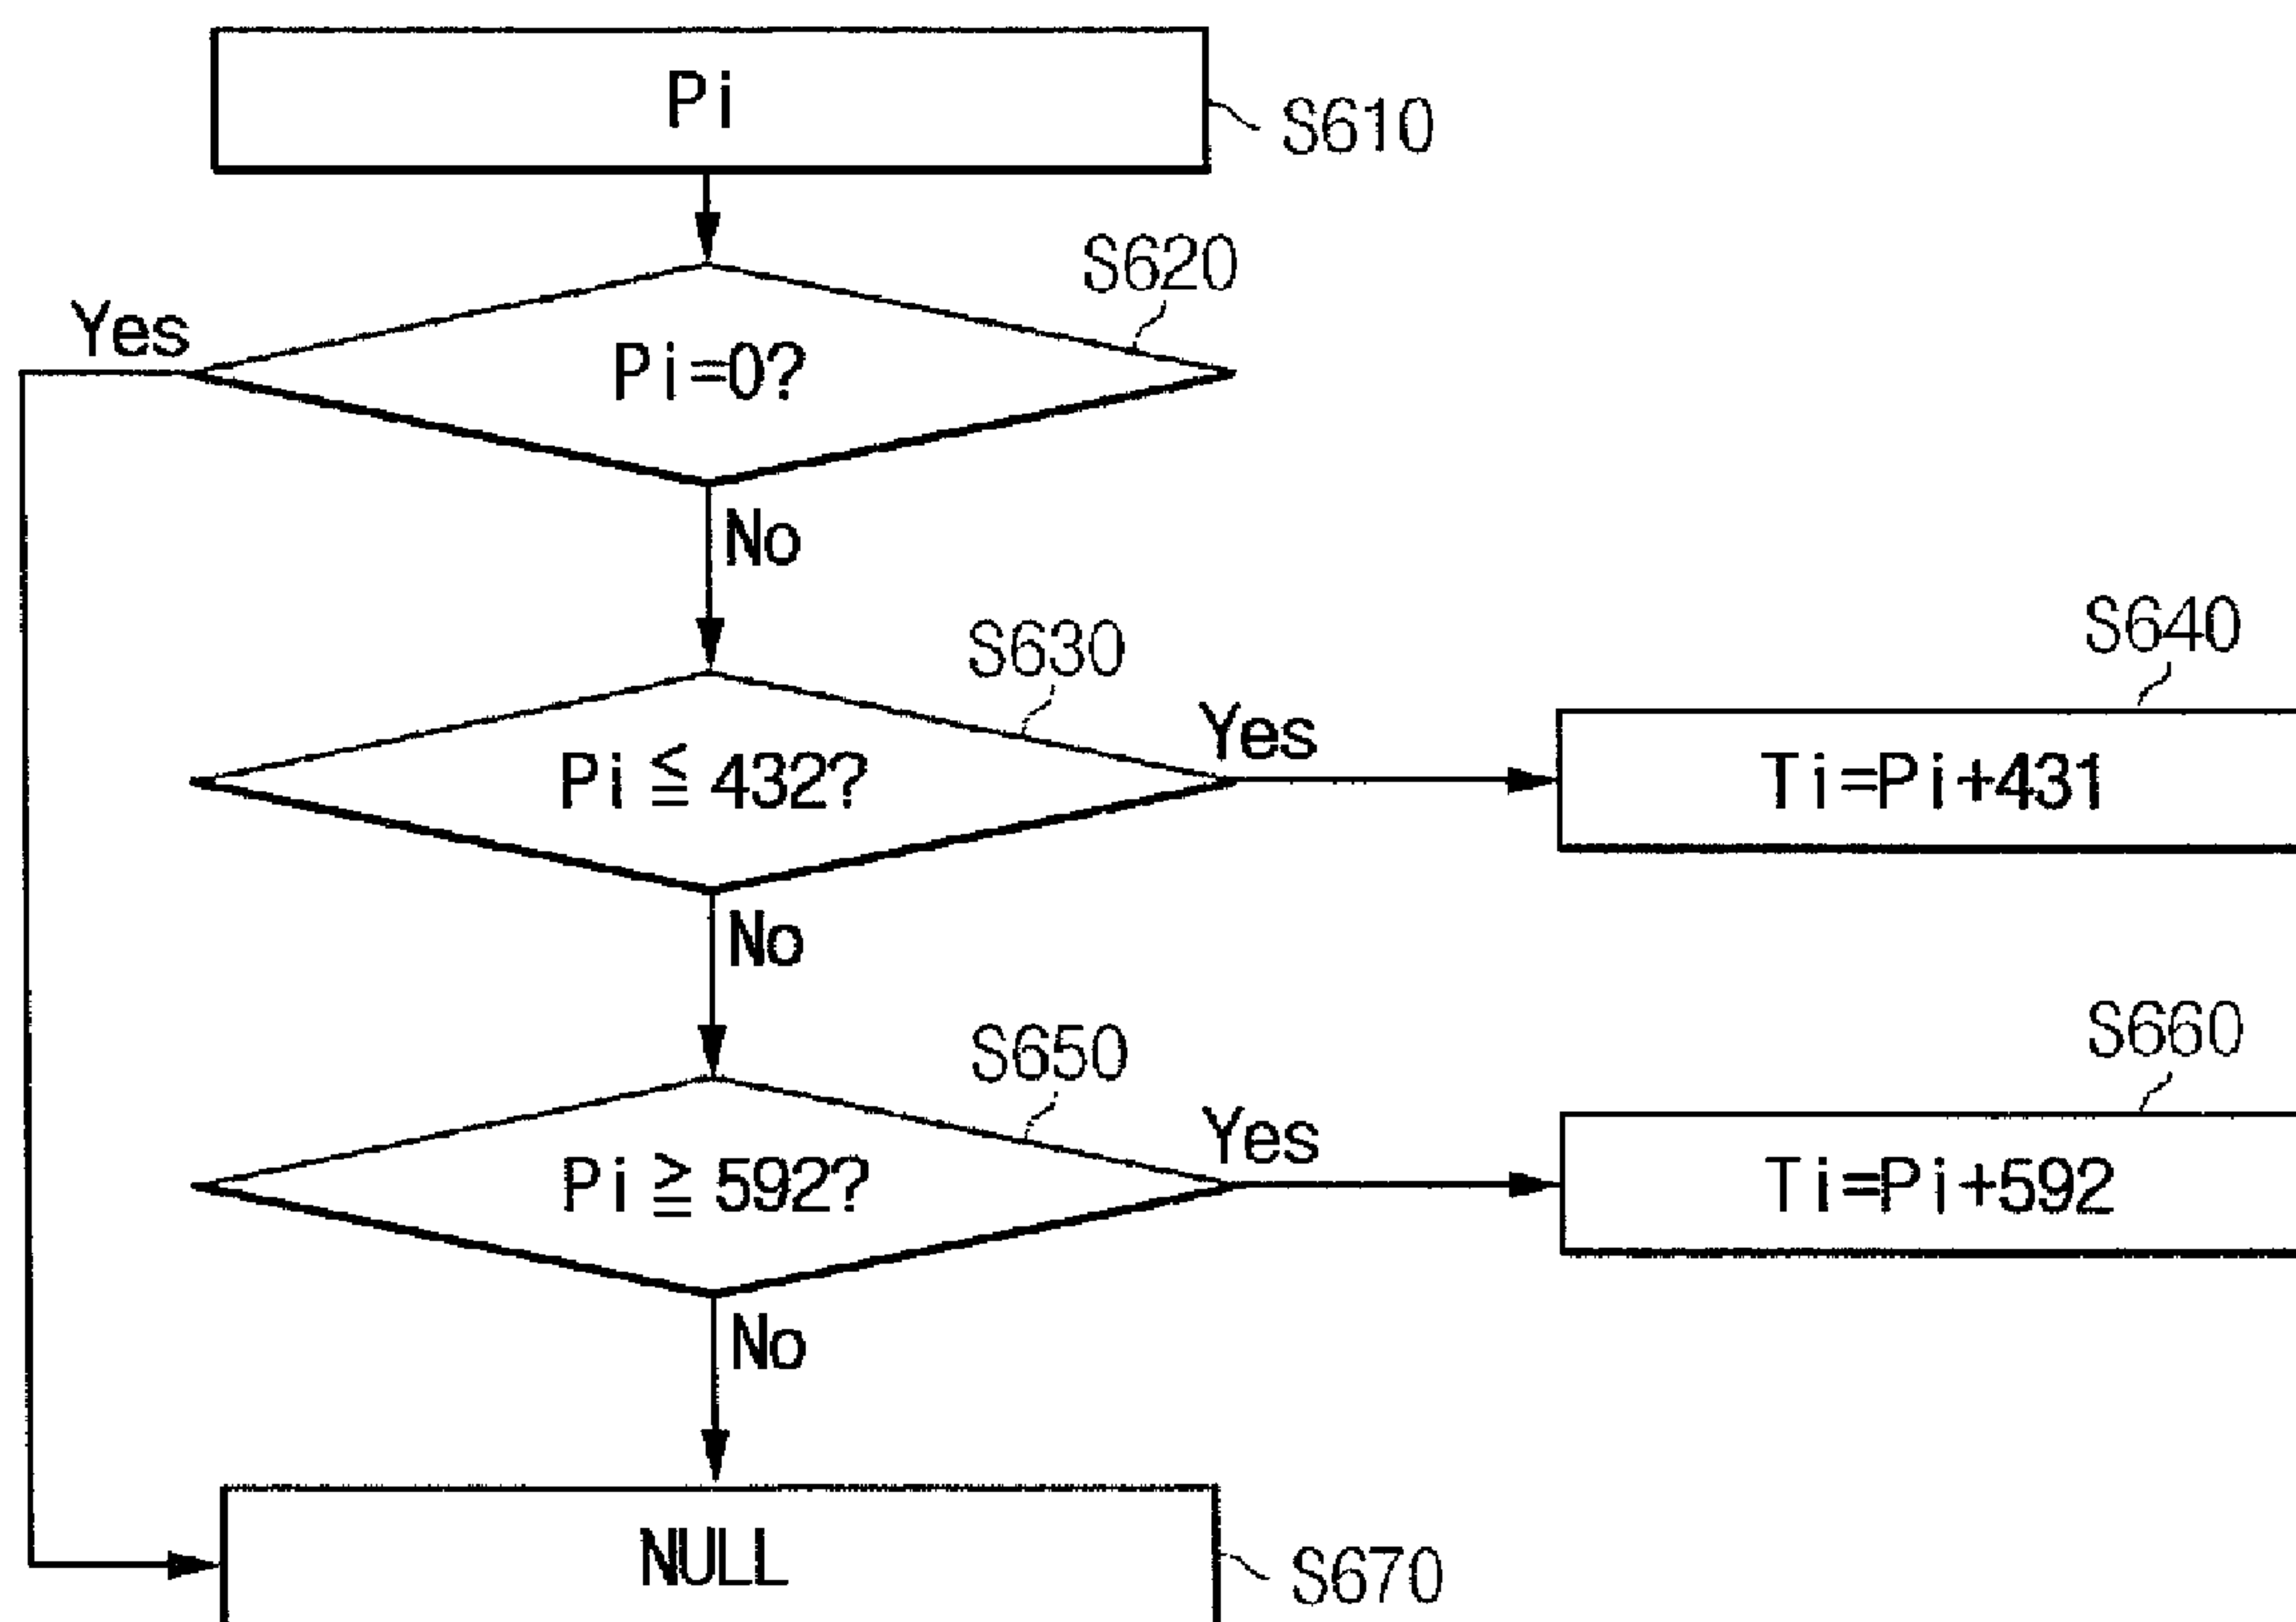 Pi
S610
S620
Yes
Pi=0?
No
S630
S640
Yes
Pi ≦ 432?
Ti=Pi+431
No
S650
S660
Yes
Pi ≧ 592?
Ti=Pi+592
No
NULL
S670